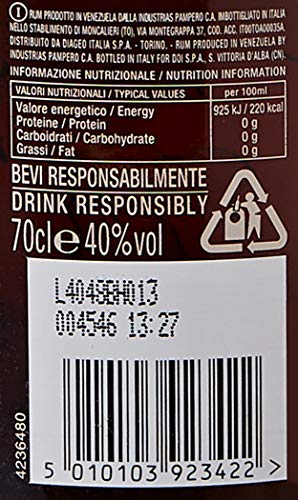 I RUM PRODOTTO IN VENEZUELA DALLA INDUSTRIAS PAMPERO C.A. IMBOTTIGLIATO IN ITALIA
NELLO STABILIMENTO DI MONCALIERI (TO), VIA MONTEGRAPPA 37, COD. ACC. IT00TOA0035A.
DISTRIBUITO DA DIAGEO ITALIA S.P.A. - TORINO. - RUM PRODUCED IN VENEZUELA BY
INDUSTRIAS PAMPERO C.A. BOTTLED IN ITALY FOR DOI S.P.A., S. VITTORIA D'ALBA (CN).
INFORMAZIONE NUTRIZIONALE / NUTRITION INFORMATION
VALORI NUTRIZIONALI / TYPICAL VALUES per 100ml
Valore energetico / Energy 925 kJ / 220 kcal
Proteine / Protein 0 g
Carboidrati / Carbohydrate 0 g
Grassi / Fat 0 g
BEVI RESPONSABILMENTE
DRINK RESPONSIBLY
70cl e 40%vol
L4045BH013
004546 13:27
4236480
5 010103 923422 >